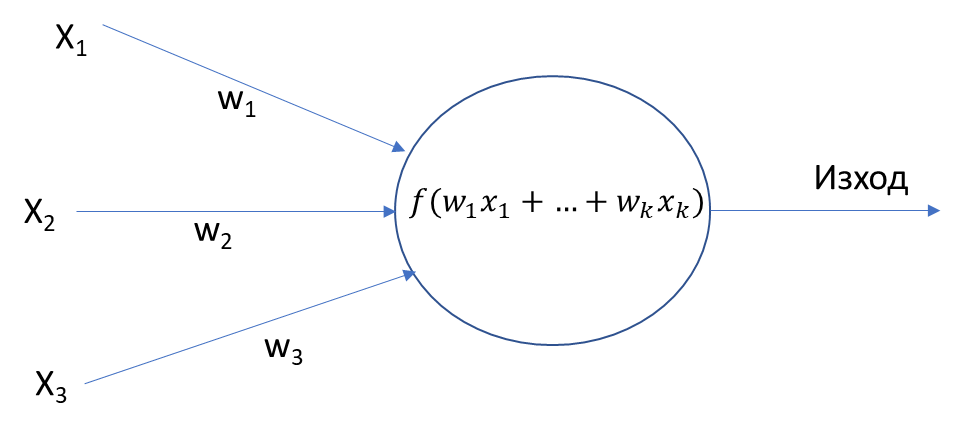 X₁
w₁
X₂
w₂
f(w₁x₁ + … + wₖxₖ)
Изход
w₃
X₃